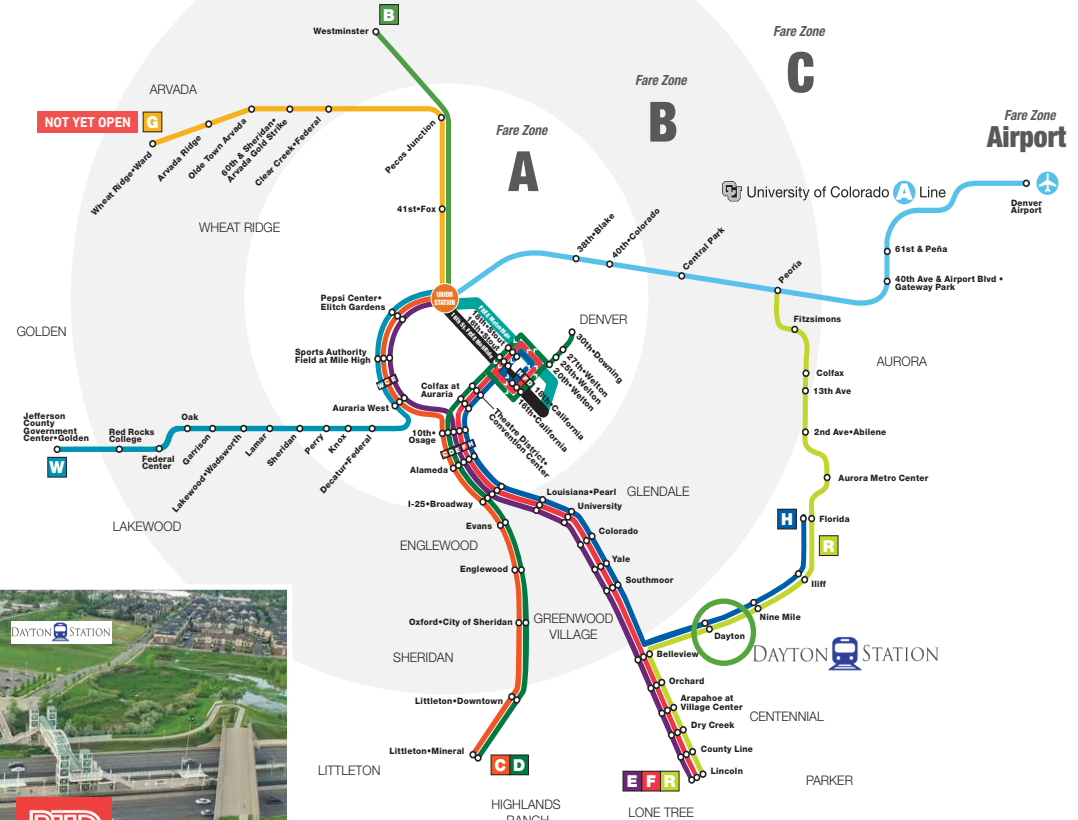 B
Westminster
Fare Zone
C
Fare Zone
B
Fare Zone
A
Fare Zone
Airport
ARVADA
NOT YET OPEN
G
Wheat Ridge•Ward
Arvada Ridge
Olde Town Arvada
60th & Sheridan•
Arvada Gold Strike
Clear Creek•Federal
Pecos Junction
41st•Fox
WHEAT RIDGE
University of Colorado A Line
Denver
Airport
61st & Peña
40th Ave & Airport Blvd •
Gateway Park
38th•Blake
40th•Colorado
Central Park
Peoria
UNION
STATION
Pepsi Center•
Elitch Gardens
Sports Authority
Field at Mile High
Auraria West
GOLDEN
DENVER
18th•Stout
16th•Stout
30th•Downing
27th•Welton
25th•Welton
20th•Welton
18th•California
16th•California
Theatre District•
Convention Center
Colfax at
Auraria
10th•
Osage
Alameda
I-25•Broadway
Fitzsimons
AURORA
Colfax
13th Ave
2nd Ave•Abilene
Aurora Metro Center
H
Florida
R
Iliff
Nine Mile
Dayton
DAYTON STATION
Jefferson
County
Government
Center•Golden
W
Red Rocks
College
Federal
Center
Oak
Garrison
Lakewood•Wadsworth
Lamar
Sheridan
Perry
Knox
Decatur•Federal
LAKEWOOD
GLENDALE
Louisiana•Pearl
University
Colorado
Yale
Southmoor
Evans
ENGLEWOOD
Englewood
Oxford•City of Sheridan
GREENWOOD
VILLAGE
SHERIDAN
Littleton•Downtown
Littleton•Mineral
LITTLETON
C D
HIGHLANDS
RANCH
Belleview
Orchard
Arapahoe at
Village Center
Dry Creek
County Line
Lincoln
CENTENNIAL
PARKER
E F R
LONE TREE
DAYTON STATION